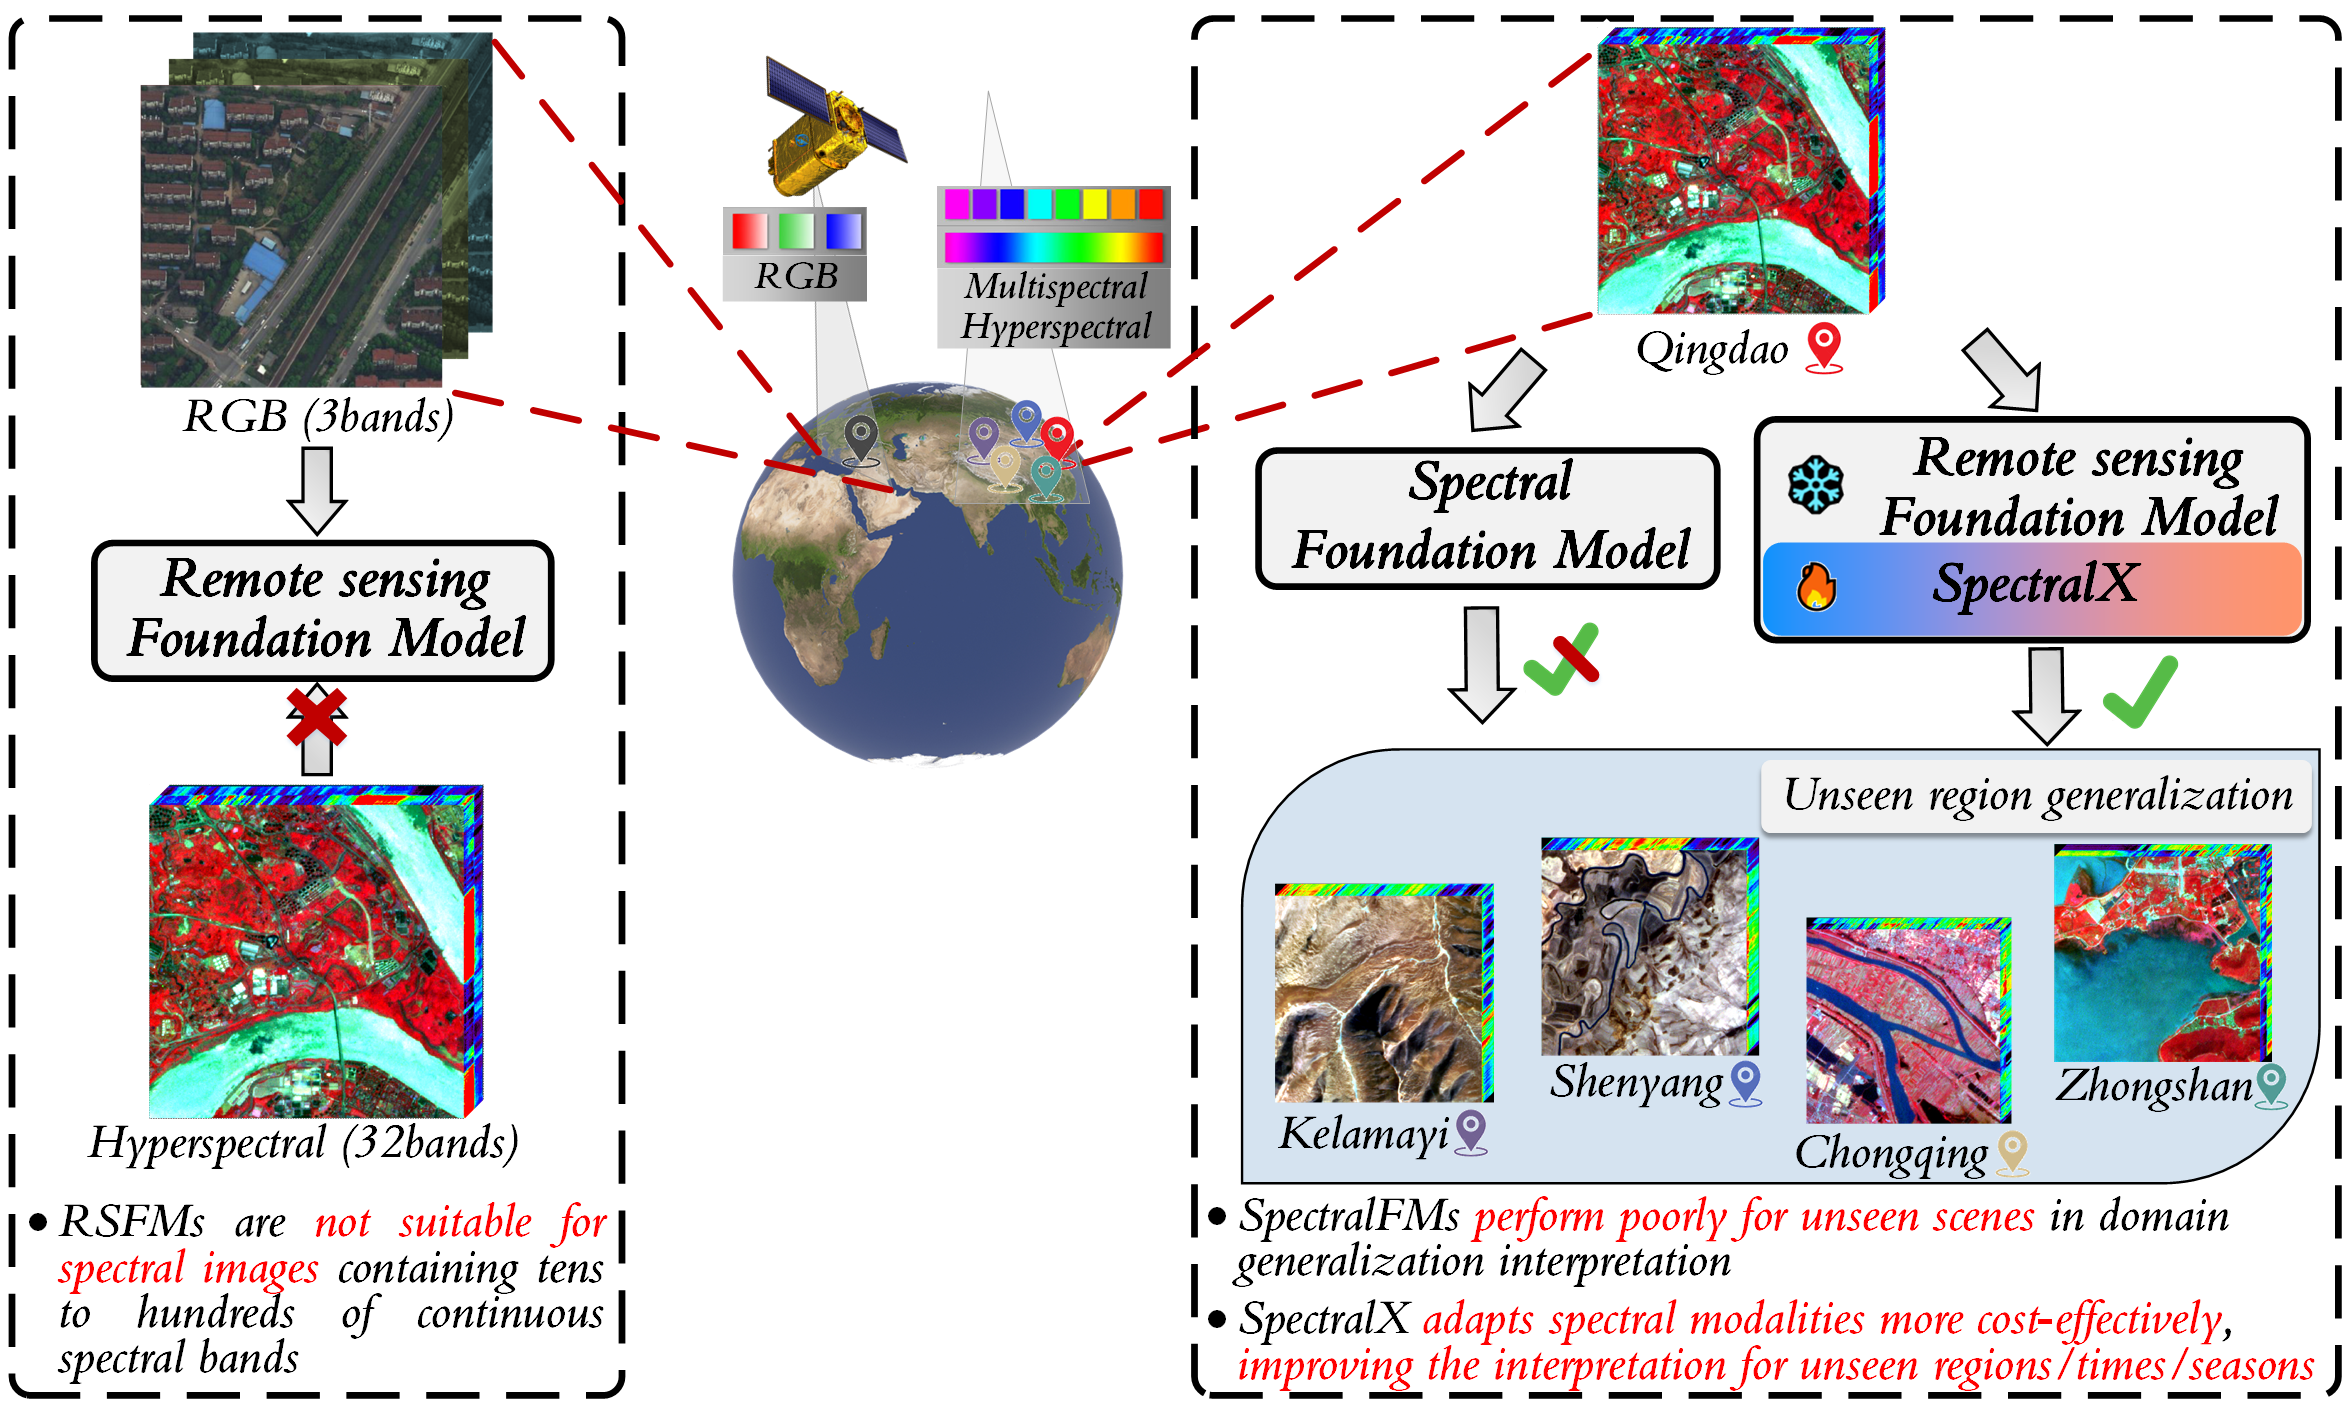 RGB (3bands)
Remote sensing
Foundation Model
Hyperspectral (32bands)
• RSFMs are not suitable for
spectral images containing tens
to hundreds of continuous
spectral bands
RGB
Multispectral
Hyperspectral
Qingdao
Spectral
Foundation Model
Remote sensing
Foundation Model
SpectralX
Unseen region generalization
Kelamayi
Shenyang
Chongqing
Zhongshan
• SpectralFMs perform poorly for unseen scenes in domain
generalization interpretation
• SpectralX adapts spectral modalities more cost-effectively,
improving the interpretation for unseen regions/times/seasons